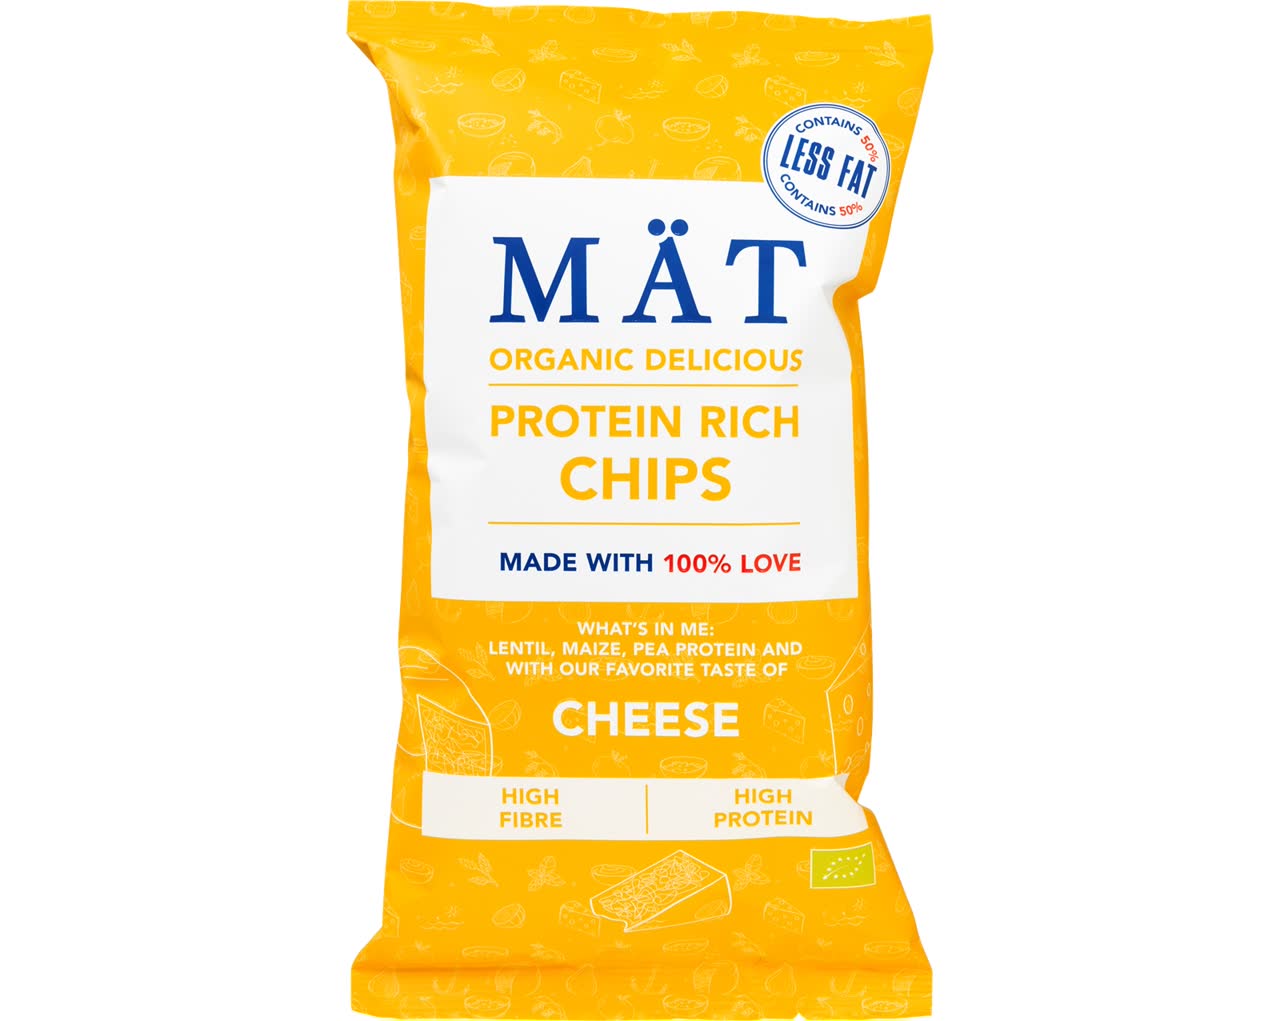 CONTAINS 50%
LESS FAT
CONTAINS 50%
MÄT
ORGANIC DELICIOUS
PROTEIN RICH
CHIPS
MADE WITH 100% LOVE
WHAT'S IN ME:
LENTIL, MAIZE, PEA PROTEIN AND
WITH OUR FAVORITE TASTE OF
CHEESE
HIGH
FIBRE
HIGH
PROTEIN